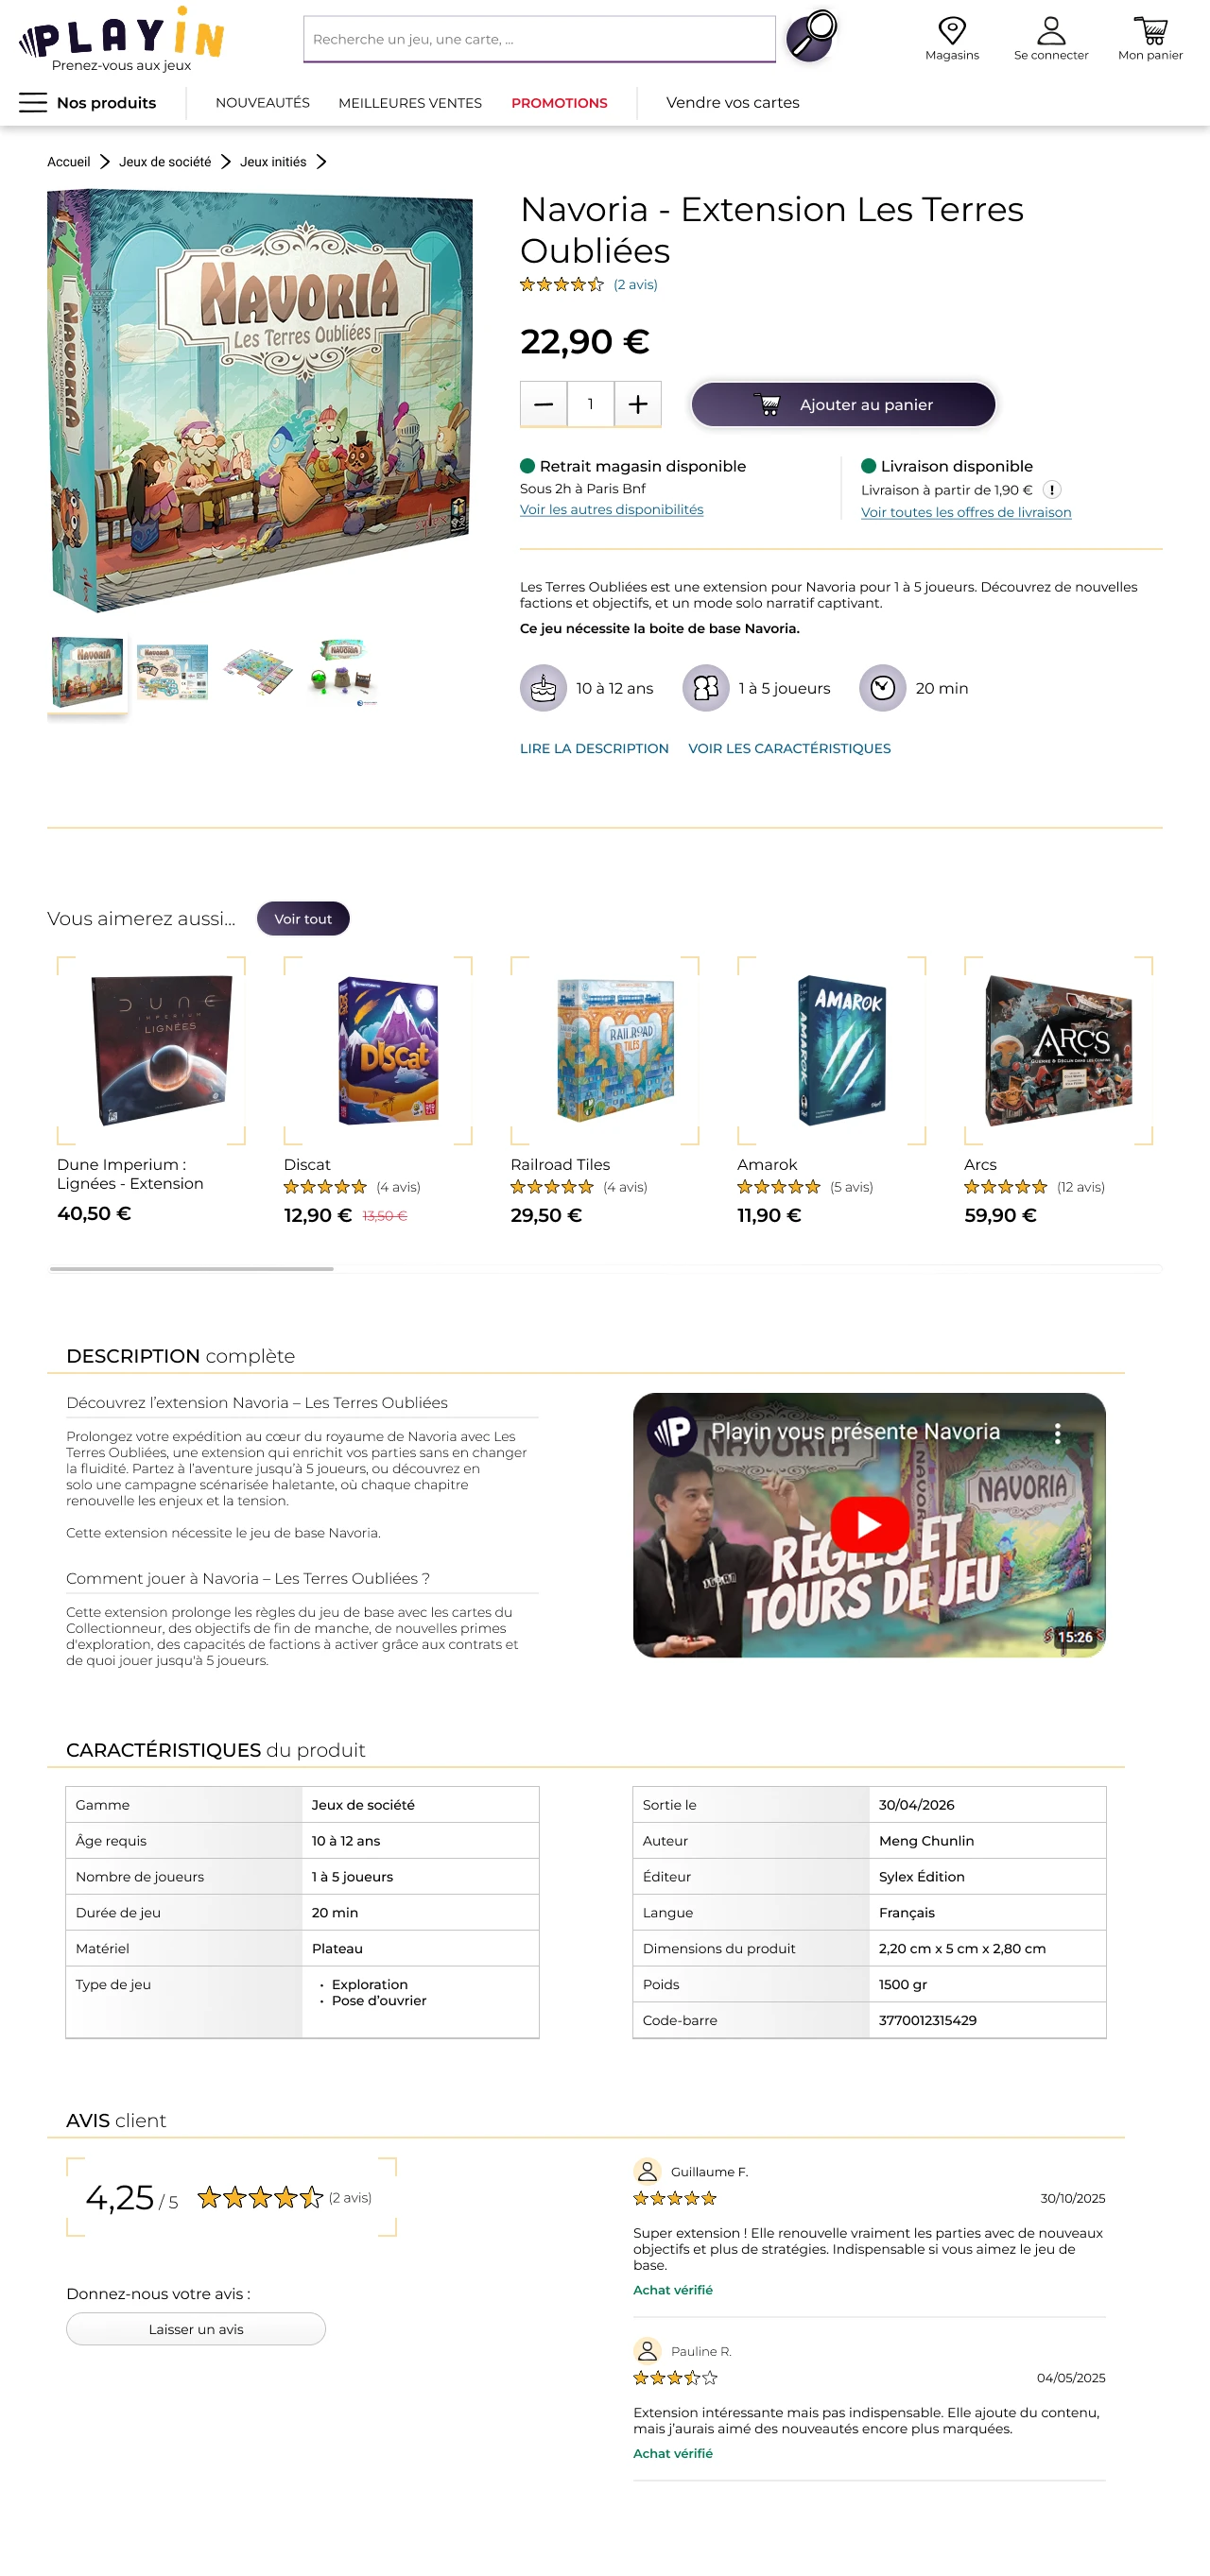 PLAYIN
Prenez-vous aux jeux
Recherche un jeu, une carte, ...
Magasins
Se connecter
Mon panier
Nos produits
NOUVEAUTÉS
MEILLEURES VENTES
PROMOTIONS
Vendre vos cartes
Accueil
Jeux de société
Jeux initiés
NAVORIA
Les Terres Oubliées
NAVORIA
Navoria - Extension Les Terres
Oubliées
(2 avis)
22,90 €
1
Ajouter au panier
Retrait magasin disponible
Sous 2h à Paris Bnf
Voir les autres disponibilités
Livraison disponible
Livraison à partir de 1,90 € !
Voir toutes les offres de livraison
Les Terres Oubliées est une extension pour Navoria pour 1 à 5 joueurs. Découvrez de nouvelles
factions et objectifs, et un mode solo narratif captivant.
Ce jeu nécessite la boite de base Navoria.
10 à 12 ans
1 à 5 joueurs
20 min
LIRE LA DESCRIPTION
VOIR LES CARACTÉRISTIQUES
Vous aimerez aussi...
Voir tout
DUNE
IMPERIUM
LIGNÉES
Discat
RAILROAD
TILES
AMAROK
AMAROK
ARCS
Dune Imperium :
Lignées - Extension
40,50 €
Discat
(4 avis)
12,90 € 13,50 €
Railroad Tiles
(4 avis)
29,50 €
Amarok
(5 avis)
11,90 €
Arcs
(12 avis)
59,90 €
DESCRIPTION complète
Découvrez l'extension Navoria – Les Terres Oubliées
Prolongez votre expédition au cœur du royaume de Navoria avec Les
Terres Oubliées, une extension qui enrichit vos parties sans en changer
la fluidité. Partez à l'aventure jusqu'à 5 joueurs, ou découvrez en
solo une campagne scénarisée haletante, où chaque chapitre
renouvelle les enjeux et la tension.
Cette extension nécessite le jeu de base Navoria.
Comment jouer à Navoria – Les Terres Oubliées ?
Cette extension prolonge les règles du jeu de base avec les cartes du
Collectionneur, des objectifs de fin de manche, de nouvelles primes
d'exploration, des capacités de factions à activer grâce aux contrats et
de quoi jouer jusqu'à 5 joueurs.
Playin vous présente Navoria
NAVORIA
NAVORIA
RÈGLES ET
TOURS DE JEU
15:26
CARACTÉRISTIQUES du produit
Gamme Jeux de société
Âge requis 10 à 12 ans
Nombre de joueurs 1 à 5 joueurs
Durée de jeu 20 min
Matériel Plateau
Type de jeu • Exploration
• Pose d'ouvrier
Sortie le 30/04/2026
Auteur Meng Chunlin
Éditeur Sylex Édition
Langue Français
Dimensions du produit 2,20 cm x 5 cm x 2,80 cm
Poids 1500 gr
Code-barre 3770012315429
AVIS client
4,25 / 5 (2 avis)
Donnez-nous votre avis :
Laisser un avis
Guillaume F.
30/10/2025
Super extension ! Elle renouvelle vraiment les parties avec de nouveaux
objectifs et plus de stratégies. Indispensable si vous aimez le jeu de
base.
Achat vérifié
Pauline R.
04/05/2025
Extension intéressante mais pas indispensable. Elle ajoute du contenu,
mais j'aurais aimé des nouveautés encore plus marquées.
Achat vérifié